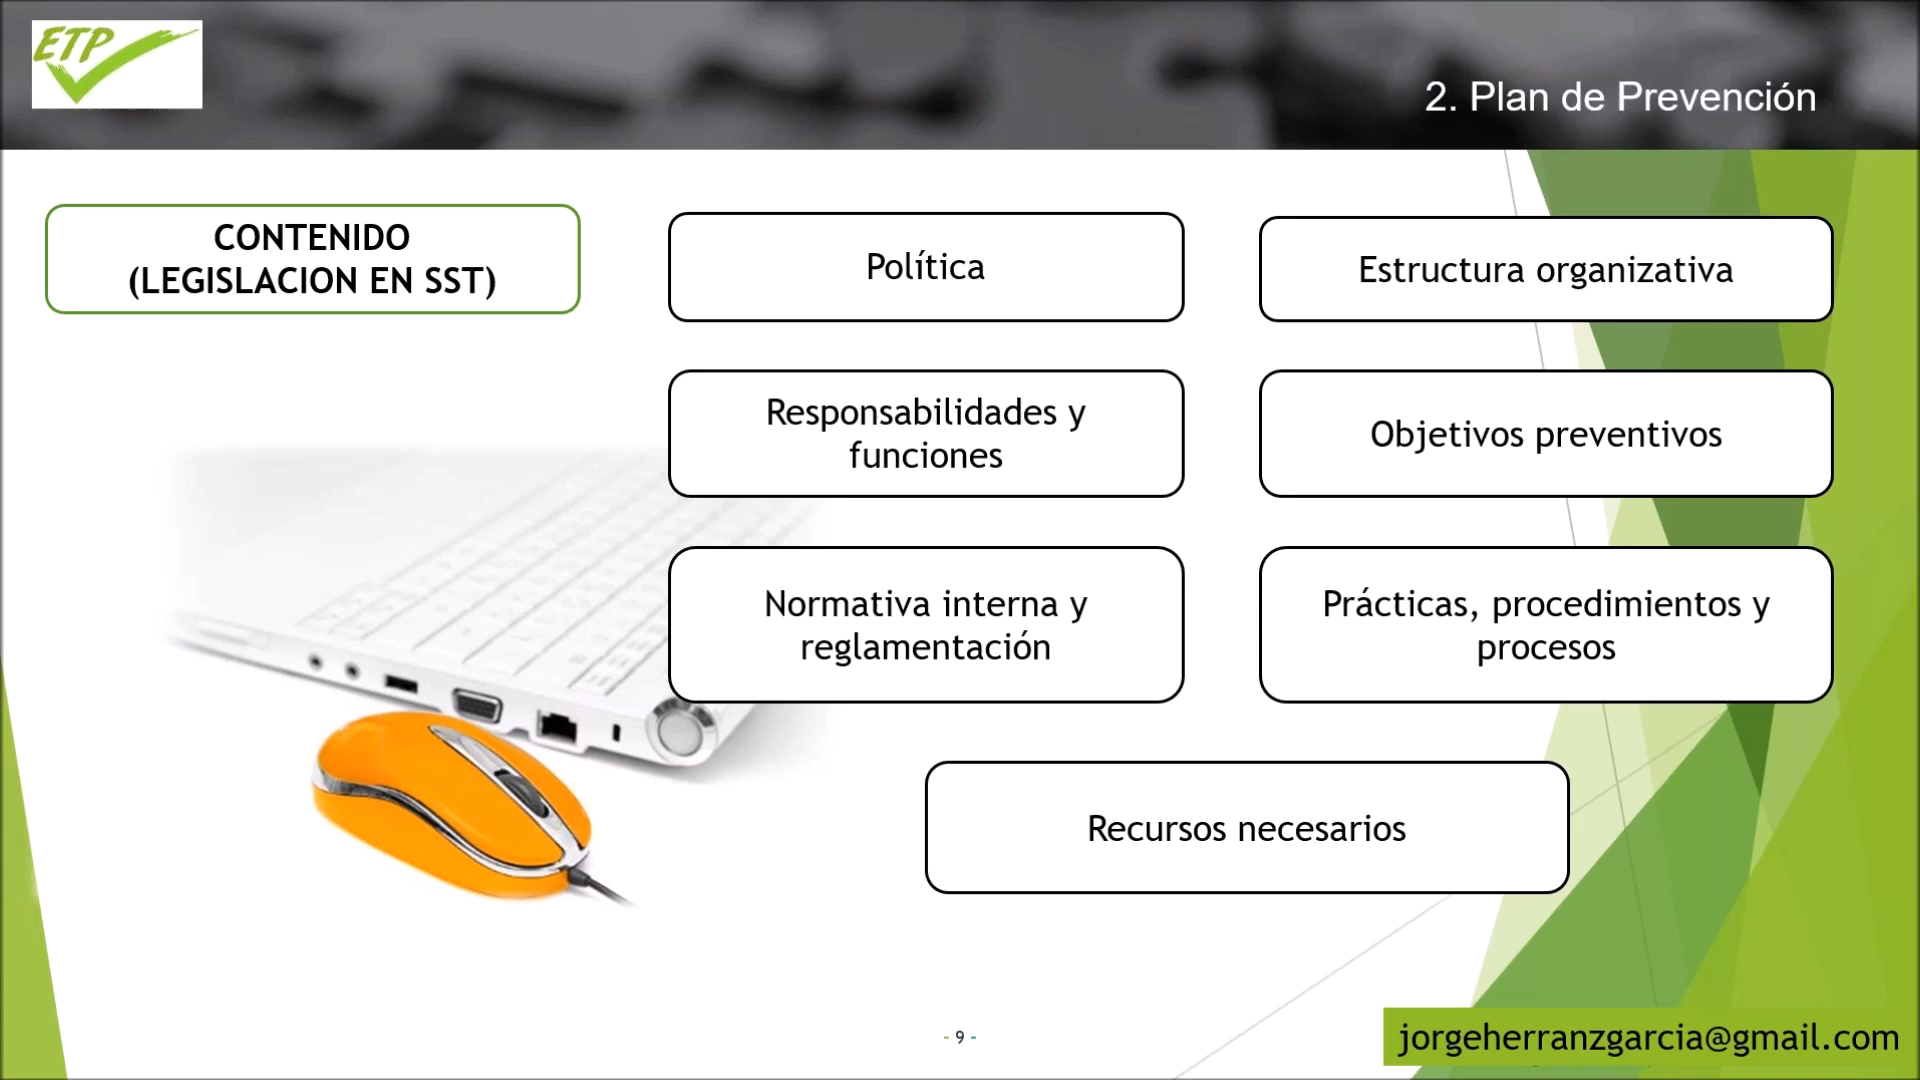 ETP
2. Plan de Prevención
CONTENIDO
(LEGISLACION EN SST)
Política
Estructura organizativa
Responsabilidades y
funciones
Objetivos preventivos
Normativa interna y
reglamentación
Prácticas, procedimientos y
procesos
Recursos necesarios
- 9 -
jorgeherranzgarcia@gmail.com